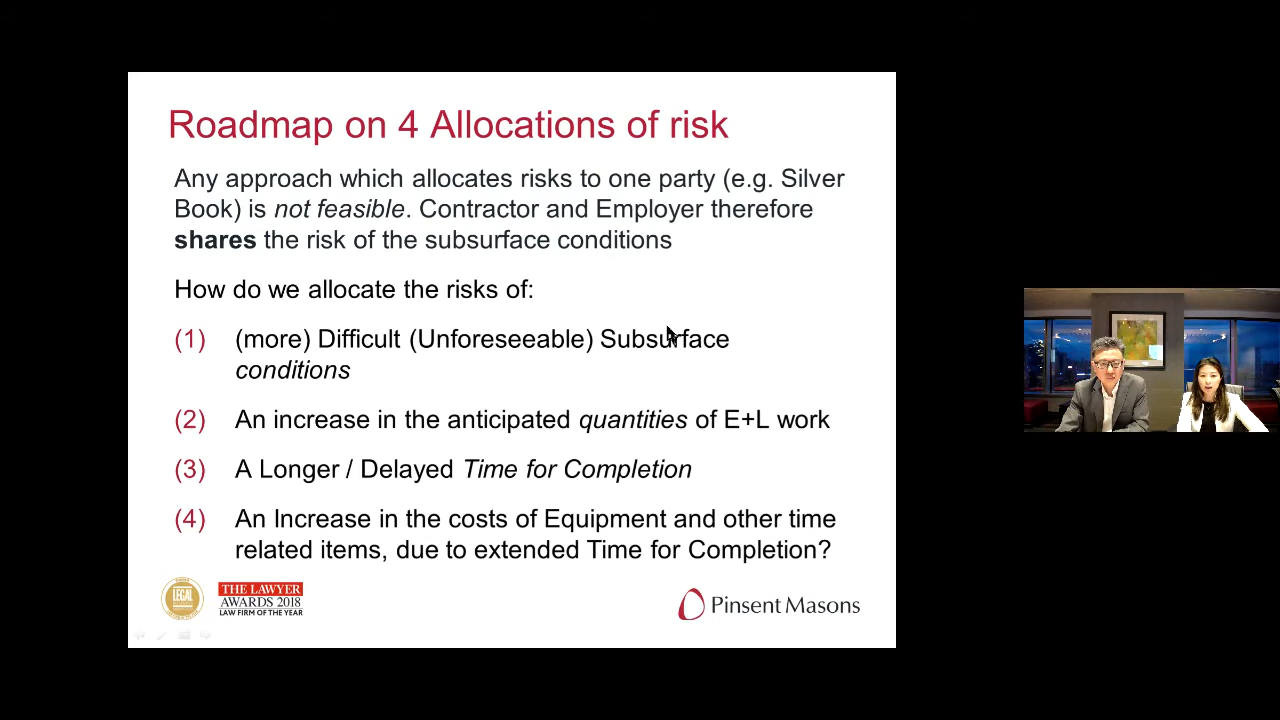 Roadmap on 4 Allocations of risk
Any approach which allocates risks to one party (e.g. Silver
Book) is not feasible. Contractor and Employer therefore
shares the risk of the subsurface conditions
How do we allocate the risks of:
(1) (more) Difficult (Unforeseeable) Subsurface
conditions
(2) An increase in the anticipated quantities of E+L work
(3) A Longer / Delayed Time for Completion
(4) An Increase in the costs of Equipment and other time
related items, due to extended Time for Completion?
LEGAL
THE LAWYER
AWARDS 2018
LAW FIRM OF THE YEAR
Pinsent Masons